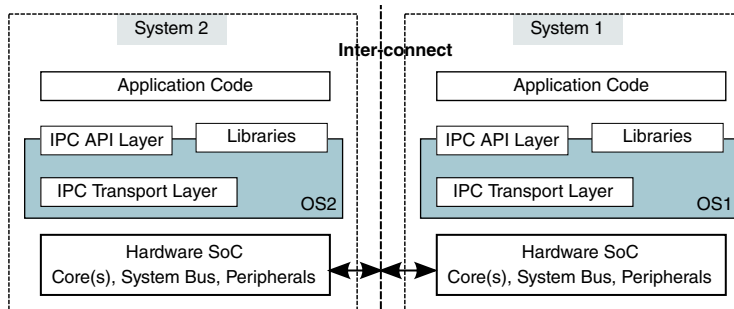 System 2
System 1
Inter-connect
Application Code
Application Code
IPC API Layer
Libraries
IPC API Layer
Libraries
IPC Transport Layer
OS2
IPC Transport Layer
OS1
Hardware SoC
Core(s), System Bus, Peripherals
Hardware SoC
Core(s), System Bus, Peripherals